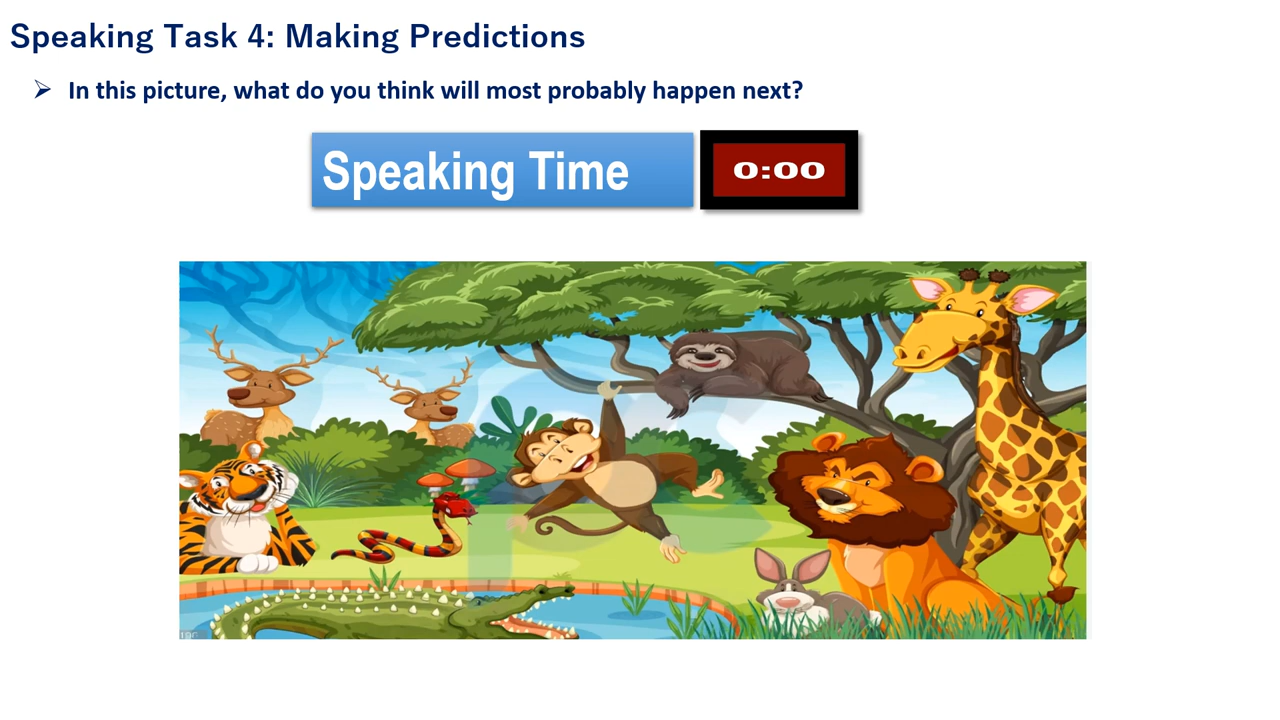 Speaking Task 4: Making Predictions
In this picture, what do you think will most probably happen next?
Speaking Time
0:00